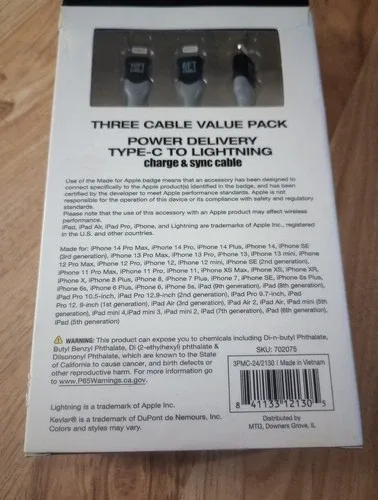 10FT
CABLE
6FT
CABLE
THREE CABLE VALUE PACK
POWER DELIVERY
TYPE-C TO LIGHTNING
charge & sync cable
Use of the Made for Apple badge means that an accessory has been designed to
connect specifically to the Apple product(s) identified in the badge, and has been
certified by the developer to meet Apple performance standards. Apple is not
responsible for the operation of this device or its compliance with safety and regulatory
standards.
Please note that the use of this accessory with an Apple product may affect wireless
performance.
iPad, iPad Air, iPad Pro, iPhone, and Lightning are trademarks of Apple Inc., registered
in the U.S. and other countries.
Made for: iPhone 14 Pro Max, iPhone 14 Pro, iPhone 14 Plus, iPhone 14, iPhone SE
(3rd generation), iPhone 13 Pro Max, iPhone 13 Pro, iPhone 13, iPhone 13 mini, iPhone
12 Pro Max, iPhone 12 Pro, iPhone 12, iPhone 12 mini, iPhone SE (2nd generation),
iPhone 11 Pro Max, iPhone 11 Pro, iPhone 11, iPhone XS Max, iPhone XS, iPhone XR,
iPhone X, iPhone 8 Plus, iPhone 8, iPhone 7 Plus, iPhone 7, iPhone SE, iPhone 6s Plus,
iPhone 6s, iPhone 6 Plus, iPhone 6, iPhone 5s, iPad (9th generation), iPad (8th generation),
iPad Pro 10.5-inch, iPad Pro 12.9-inch (2nd generation), iPad Pro 9.7-inch, iPad
Pro 12. 9-inch (1st generation), iPad Air (3rd generation), iPad Air 2, iPad Air, iPad mini (5th
generation), iPad mini 4,iPad mini 3, iPad mini 2, iPad (7th generation), iPad (6th generation),
iPad (5th generation)
WARNING: This product can expose you to chemicals including Di-n-butyl Phthalate,
Butyl Benzyl Phthalate, Di (2-ethylhexyl) phthalate &
Diisononyl Phthalate, which are known to the State
of California to cause cancer, and birth defects or
other reproductive harm. For more information go
to www.P65Warnings.ca.gov.
SKU: 702075
3PMC-24/2130 | Made in Vietnam
8 41133 12130 5
Lightning is a trademark of Apple Inc.
Kevlar® is a trademark of DuPont de Nemours, Inc.
Colors and styles may vary.
Distributed by
MTG, Downers Grove, IL